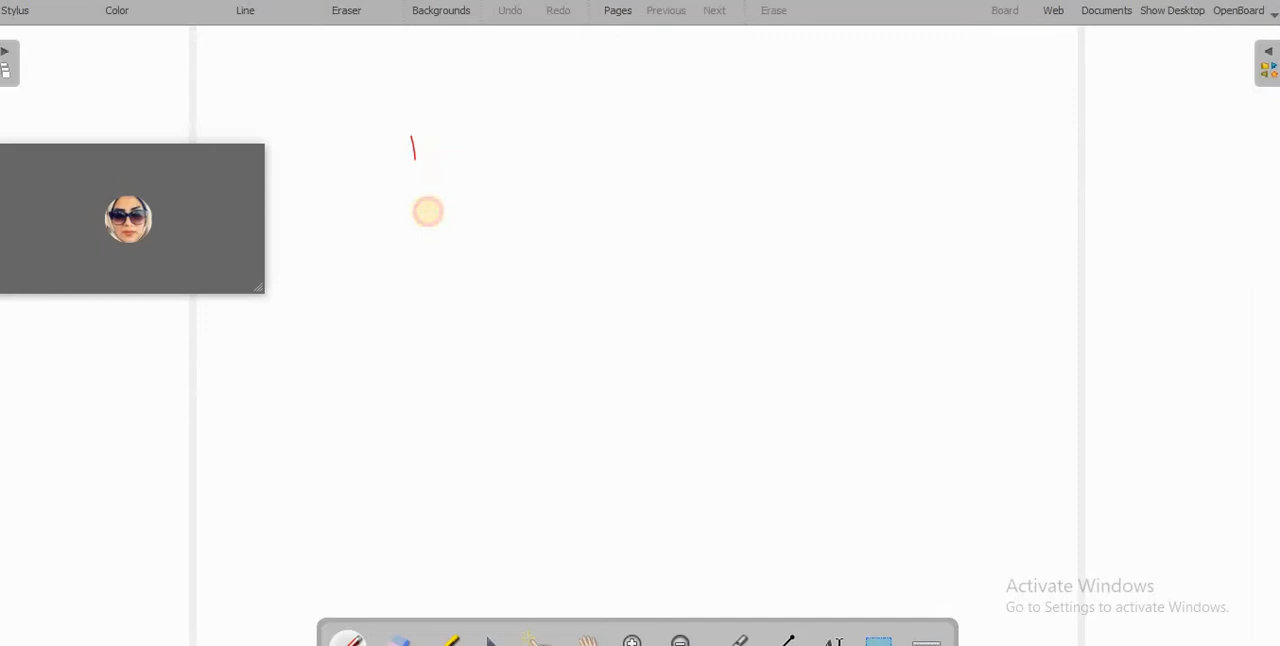 Stylus Color Line Eraser Backgrounds Undo Redo Pages Previous Next Erase Board Web Documents Show Desktop OpenBoard
Activate Windows
Go to Settings to activate Windows.